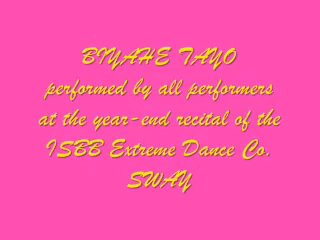 BIYAHE TAYO
performed by all performers
at the year-end recital of the
ISBB Extreme Dance Co.
SWAY